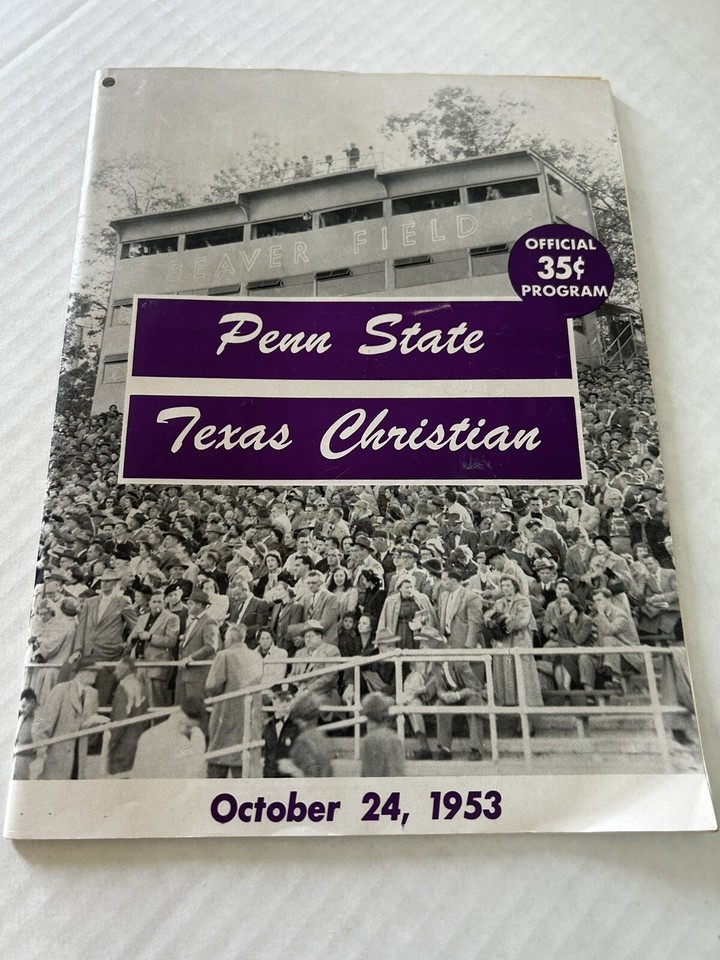 BEAVER FIELD
OFFICIAL
35¢
PROGRAM
Penn State
Texas Christian
October 24, 1953